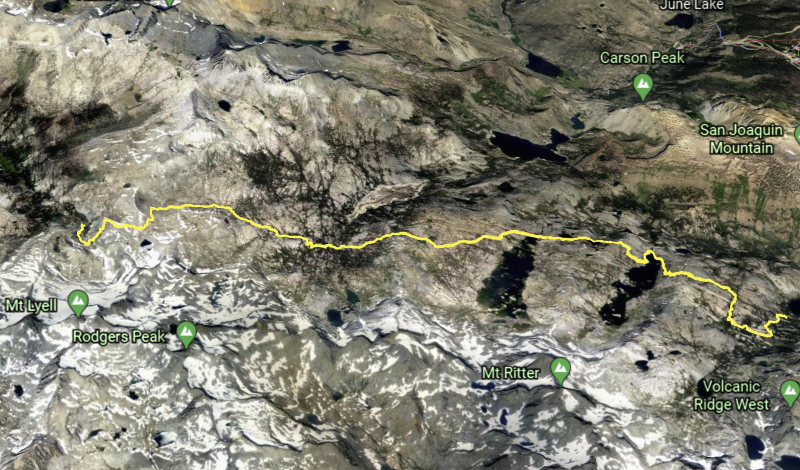 June Lake
Carson Peak
San Joaquin
Mountain
Mt Lyell
Rodgers Peak
Mt Ritter
Volcanic
Ridge West